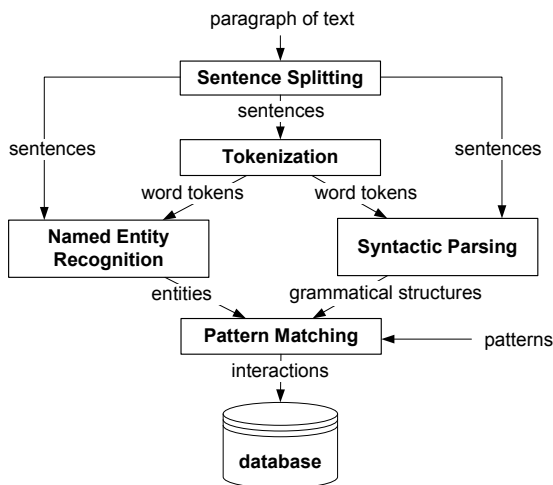 paragraph of text
Sentence Splitting
sentences
sentences
sentences
Tokenization
word tokens
word tokens
Named Entity
Recognition
Syntactic Parsing
entities
grammatical structures
Pattern Matching
patterns
interactions
database